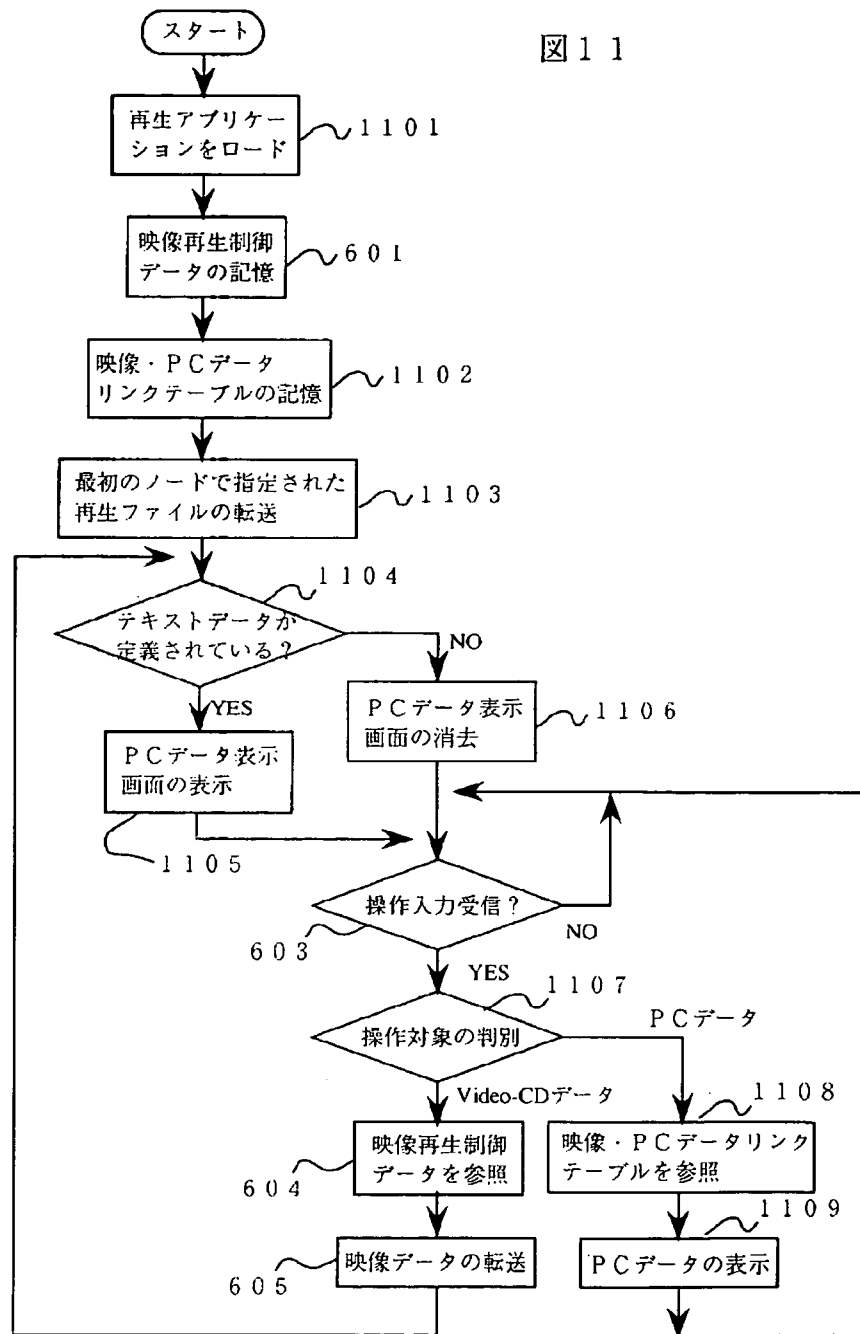 スタート
図11
再生アプリケー
ションをロード
1101
映像再生制御
データの記憶
601
映像・PCデータ
リンクテーブルの記憶
1102
最初のノードで指定された
再生ファイルの転送
1103
1104
テキストデータが
定義されている?
NO
YES
PCデータ表示
画面の消去
1106
PCデータ表示
画面の表示
1105
操作入力受信?
603
NO
YES
1107
操作対象の判別
PCデータ
Video-CDデータ
1108
映像再生制御
データを参照
604
映像・PCデータリンク
テーブルを参照
1109
映像データの転送
605
PCデータの表示